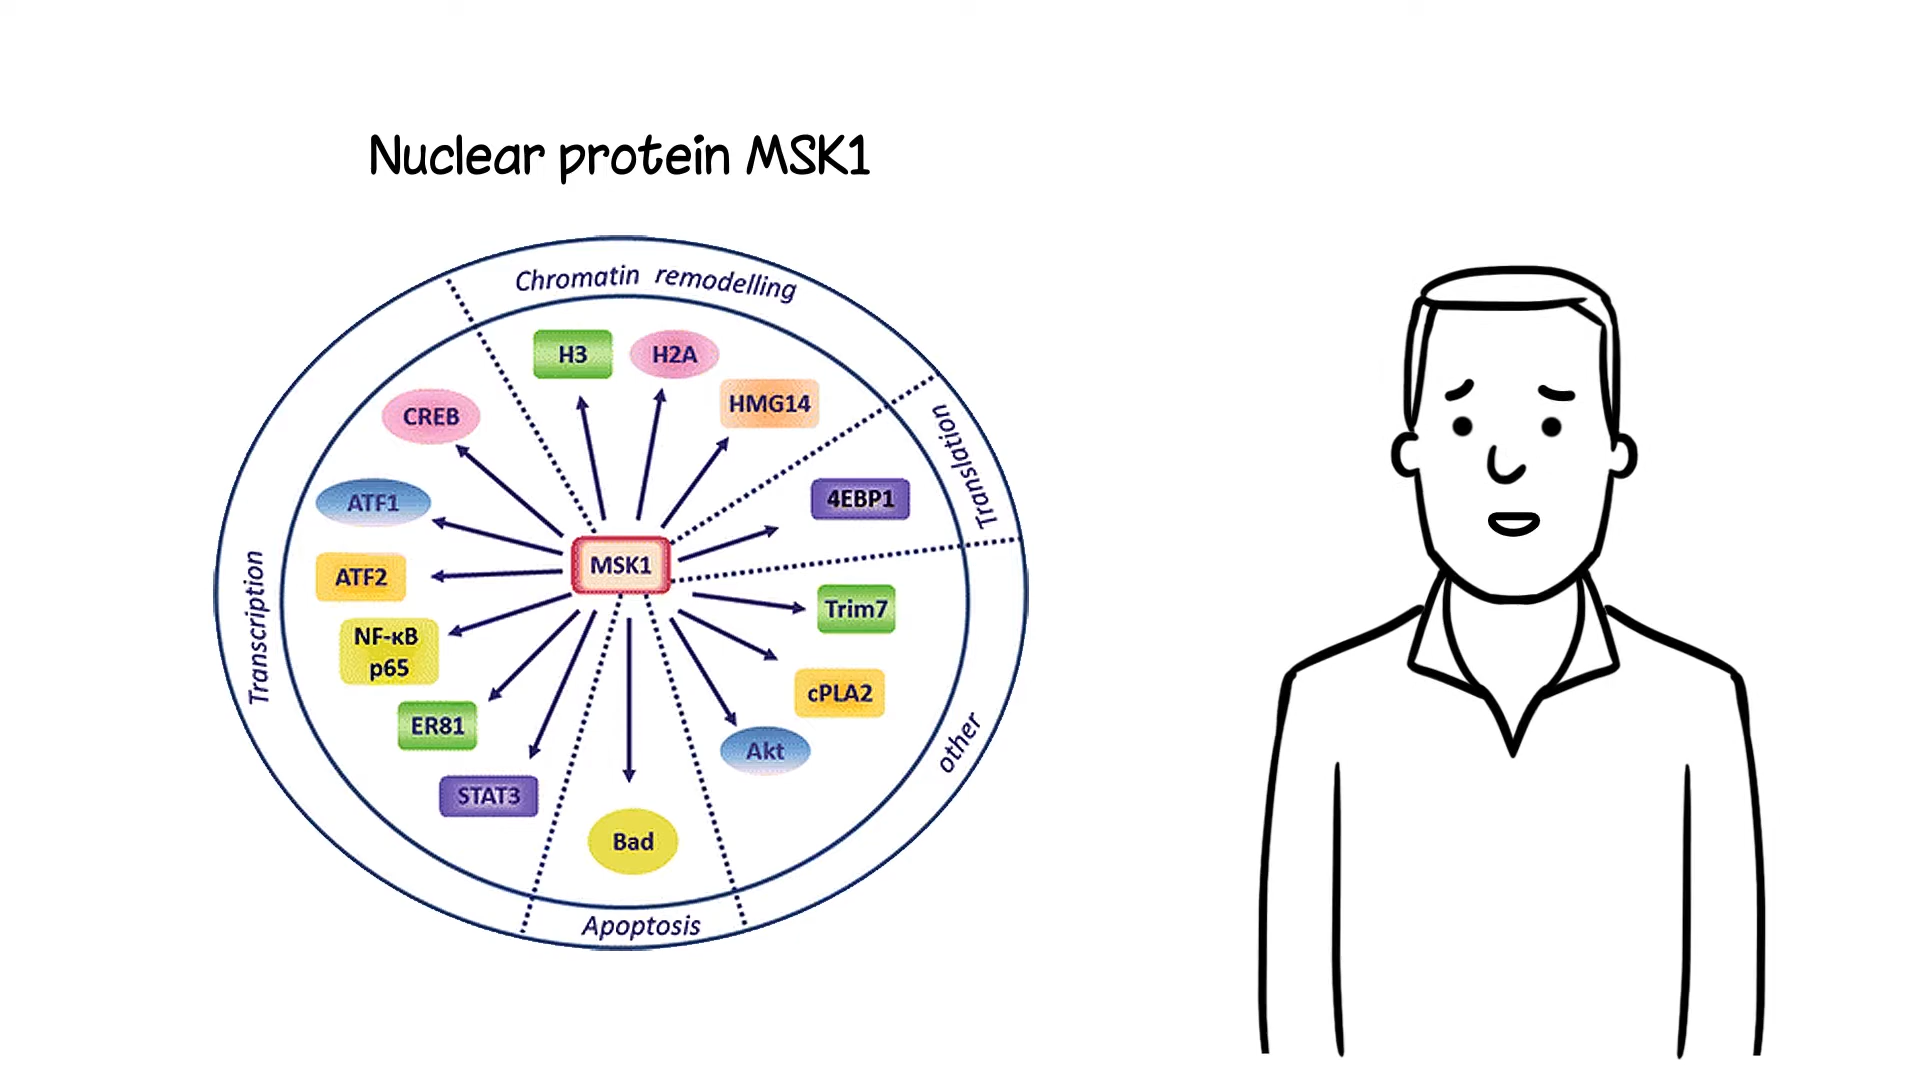 Nuclear protein MSK1
Chromatin remodelling
H3
H2A
HMG14
CREB
Translation
4EBP1
ATF1
MSK1
ATF2
Trim7
NF-κB
p65
Transcription
cPLA2
ER81
Akt
other
STAT3
Bad
Apoptosis